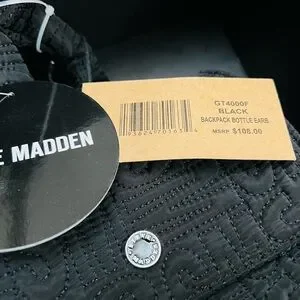 E MADDEN
GT4000F
BLACK
BACKPACK BOTTLE EARB
MSRP $108.00